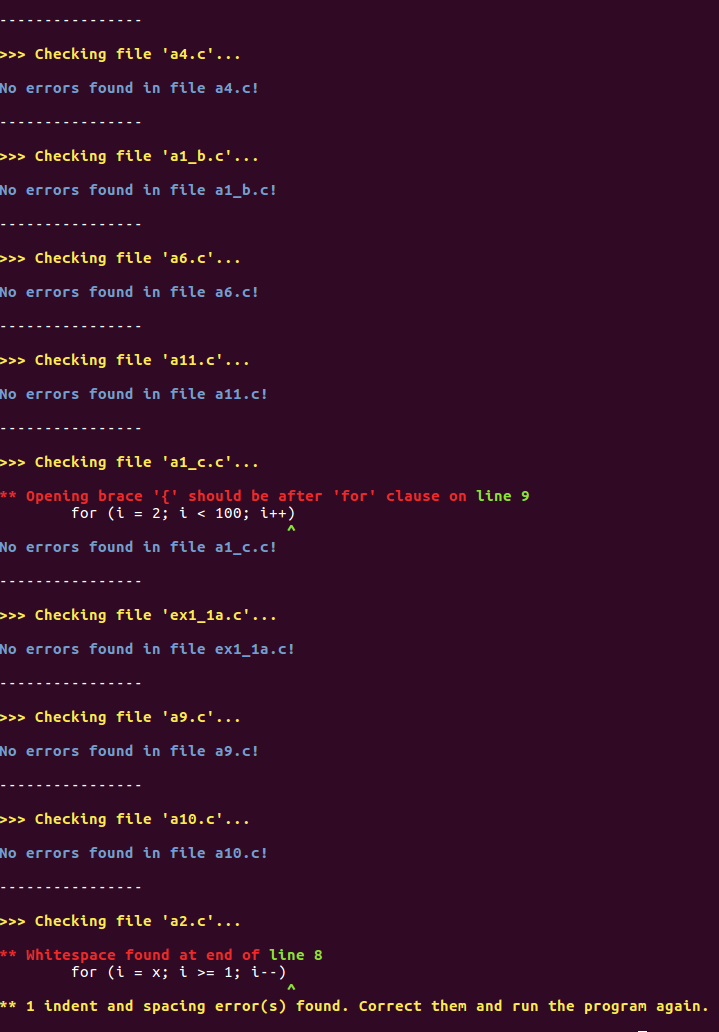 ----------------
>>> Checking file 'a4.c'...
No errors found in file a4.c!
----------------
>>> Checking file 'a1_b.c'...
No errors found in file a1_b.c!
----------------
>>> Checking file 'a6.c'...
No errors found in file a6.c!
----------------
>>> Checking file 'a11.c'...
No errors found in file a11.c!
----------------
>>> Checking file 'a1_c.c'...
** Opening brace '{' should be after 'for' clause on line 9
        for (i = 2; i < 100; i++)
                                ^
No errors found in file a1_c.c!
----------------
>>> Checking file 'ex1_1a.c'...
No errors found in file ex1_1a.c!
----------------
>>> Checking file 'a9.c'...
No errors found in file a9.c!
----------------
>>> Checking file 'a10.c'...
No errors found in file a10.c!
----------------
>>> Checking file 'a2.c'...
** Whitespace found at end of line 8
        for (i = x; i >= 1; i--)
                                ^
** 1 indent and spacing error(s) found. Correct them and run the program again.